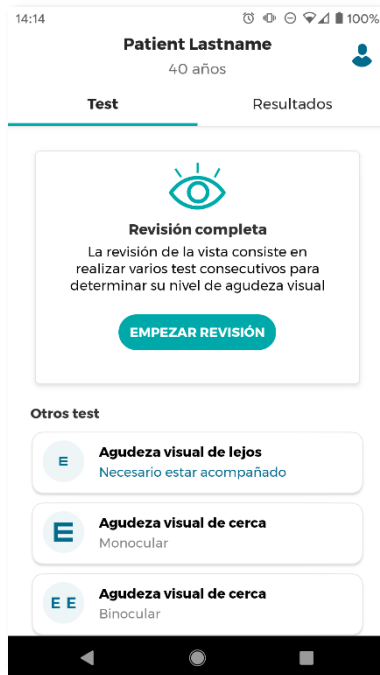 14:14
100%
Patient Lastname
40 años
Test
Resultados
Revisión completa
La revisión de la vista consiste en
realizar varios test consecutivos para
determinar su nivel de agudeza visual
EMPEZAR REVISIÓN
Otros test
E
Agudeza visual de lejos
Necesario estar acompañado
E
Agudeza visual de cerca
Monocular
E E
Agudeza visual de cerca
Binocular